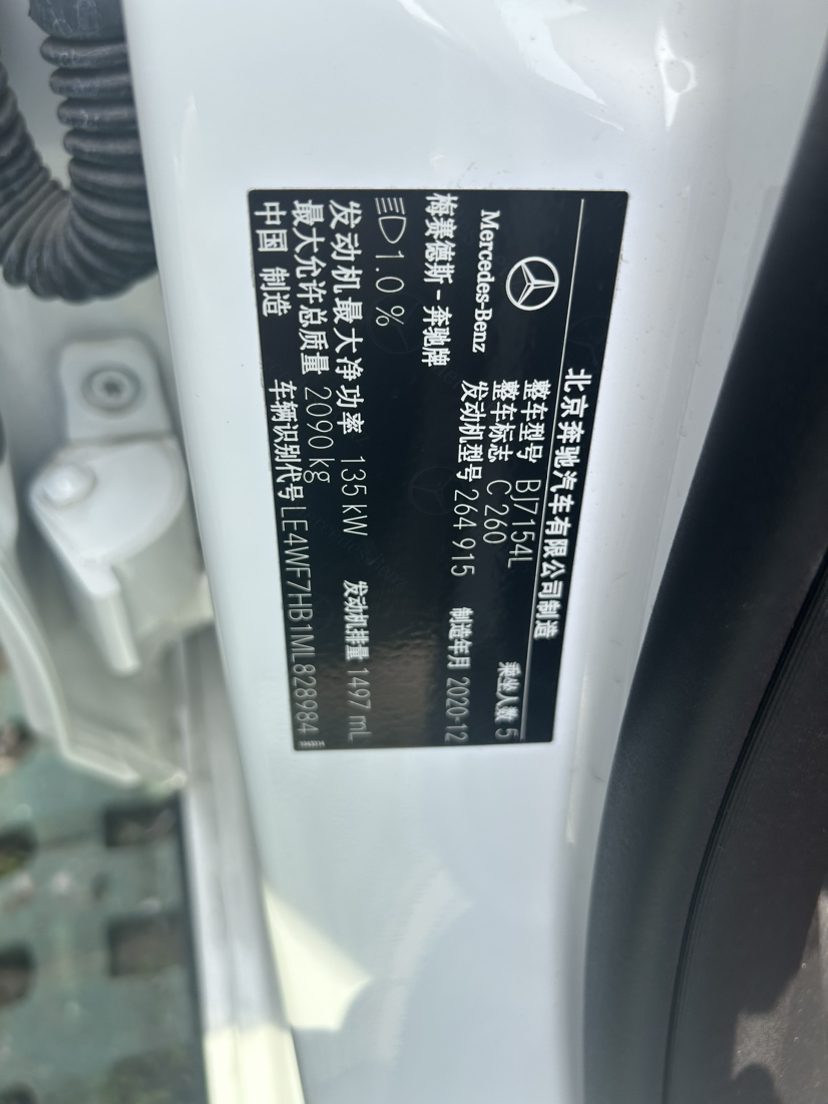 北京奔驰汽车有限公司制造
Mercedes-Benz
梅赛德斯-奔驰牌
整车型号 BJ7154L 乘坐人数 5
整车标志 C 260
发动机型号 264 915 制造年月 2020-12
1.0 %
发动机最大净功率 135 kW 发动机排量 1497 mL
最大允许总质量 2090 kg
中国 制造 车辆识别代号 LE4WF7HB1ML828984